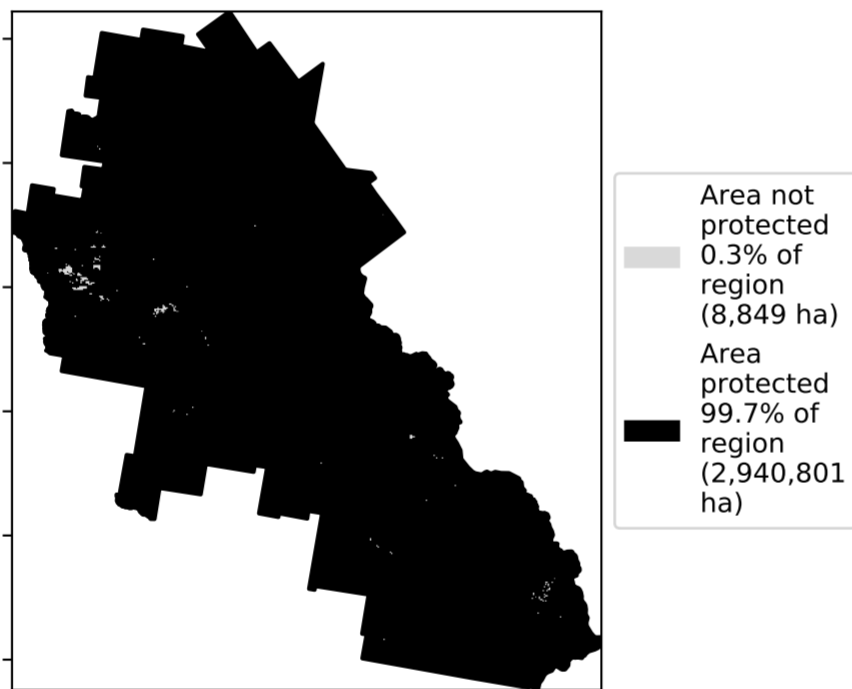 Area not
protected
0.3% of
region
(8,849 ha)
Area
protected
99.7% of
region
(2,940,801
ha)